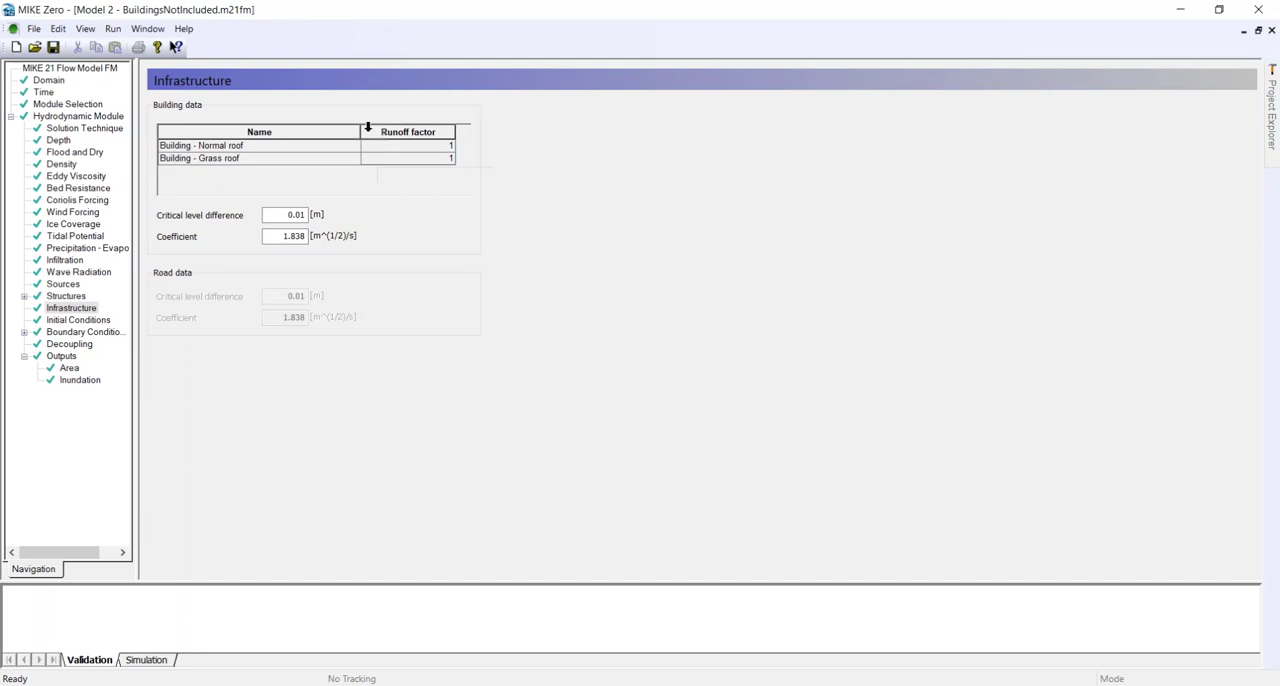 MIKE Zero - [Model 2 - BuildingsNotIncluded.m21fm]
File Edit View Run Window Help
MIKE 21 Flow Model FM
Domain
Time
Module Selection
Hydrodynamic Module
Solution Technique
Depth
Flood and Dry
Density
Eddy Viscosity
Bed Resistance
Coriolis Forcing
Wind Forcing
Ice Coverage
Tidal Potential
Precipitation - Evapo
Infiltration
Wave Radiation
Sources
Structures
Infrastructure
Initial Conditions
Boundary Conditio...
Decoupling
Outputs
Area
Inundation
Navigation
Infrastructure
Building data
Name Runoff factor
Building - Normal roof 1
Building - Grass roof 1
Critical level difference 0.01 [m]
Coefficient 1.838 [m^(1/2)/s]
Road data
Critical level difference 0.01 [m]
Coefficient 1.838 [m^(1/2)/s]
Project Explorer
Validation Simulation
Ready No Tracking Mode